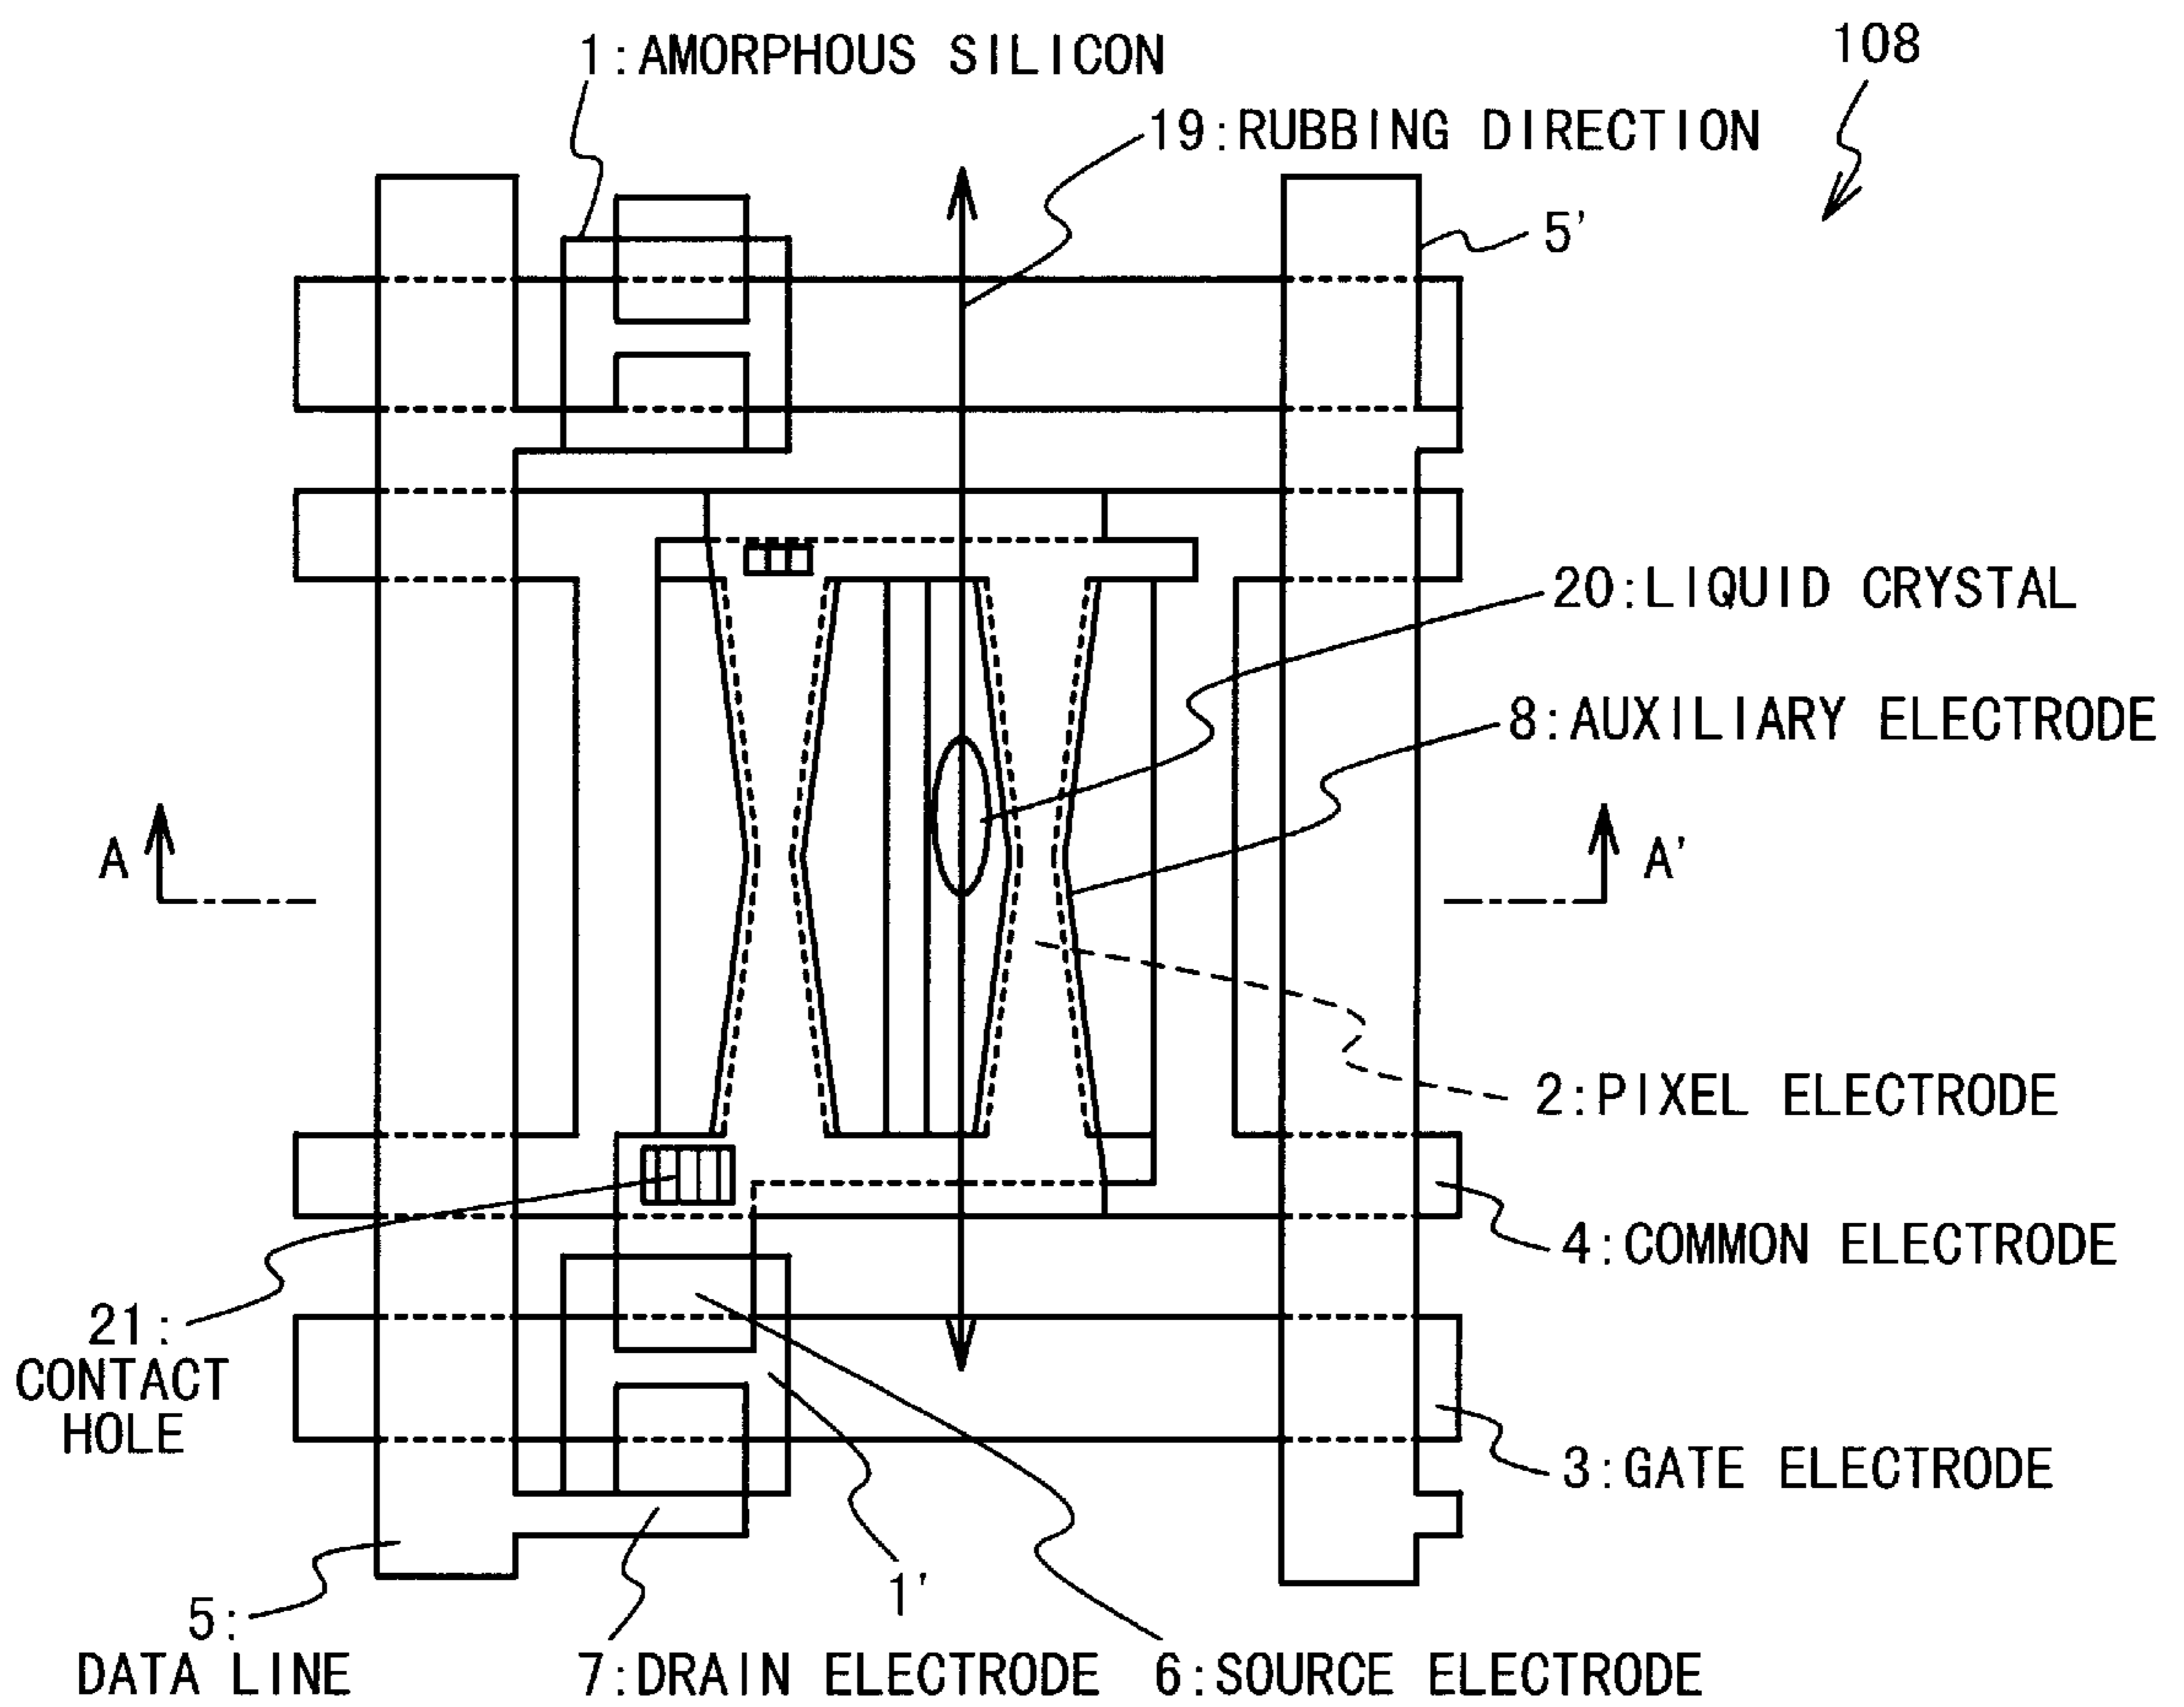 1:AMORPHOUS SILICON
108
19:RUBBING DIRECTION
5'
20:LIQUID CRYSTAL
8:AUXILIARY ELECTRODE
A
A'
2:PIXEL ELECTRODE
4:COMMON ELECTRODE
21:
CONTACT
HOLE
3:GATE ELECTRODE
1'
5:
DATA LINE
7:DRAIN ELECTRODE
6:SOURCE ELECTRODE